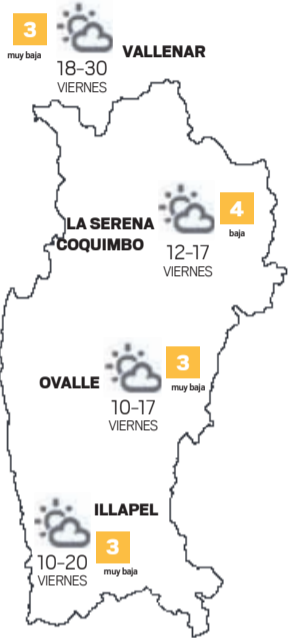 3
muy baja
VALLENAR
18-30
VIERNES
LA SERENA
COQUIMBO
4
baja
12-17
VIERNES
OVALLE
3
muy baja
10-17
VIERNES
ILLAPEL
10-20
VIERNES
3
muy baja